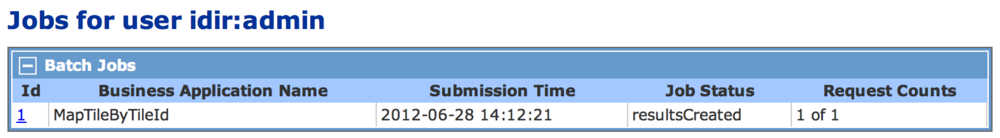 Jobs for user idir:admin
Batch Jobs
Id Business Application Name Submission Time Job Status Request Counts
1 MapTileByTileId 2012-06-28 14:12:21 resultsCreated 1 of 1